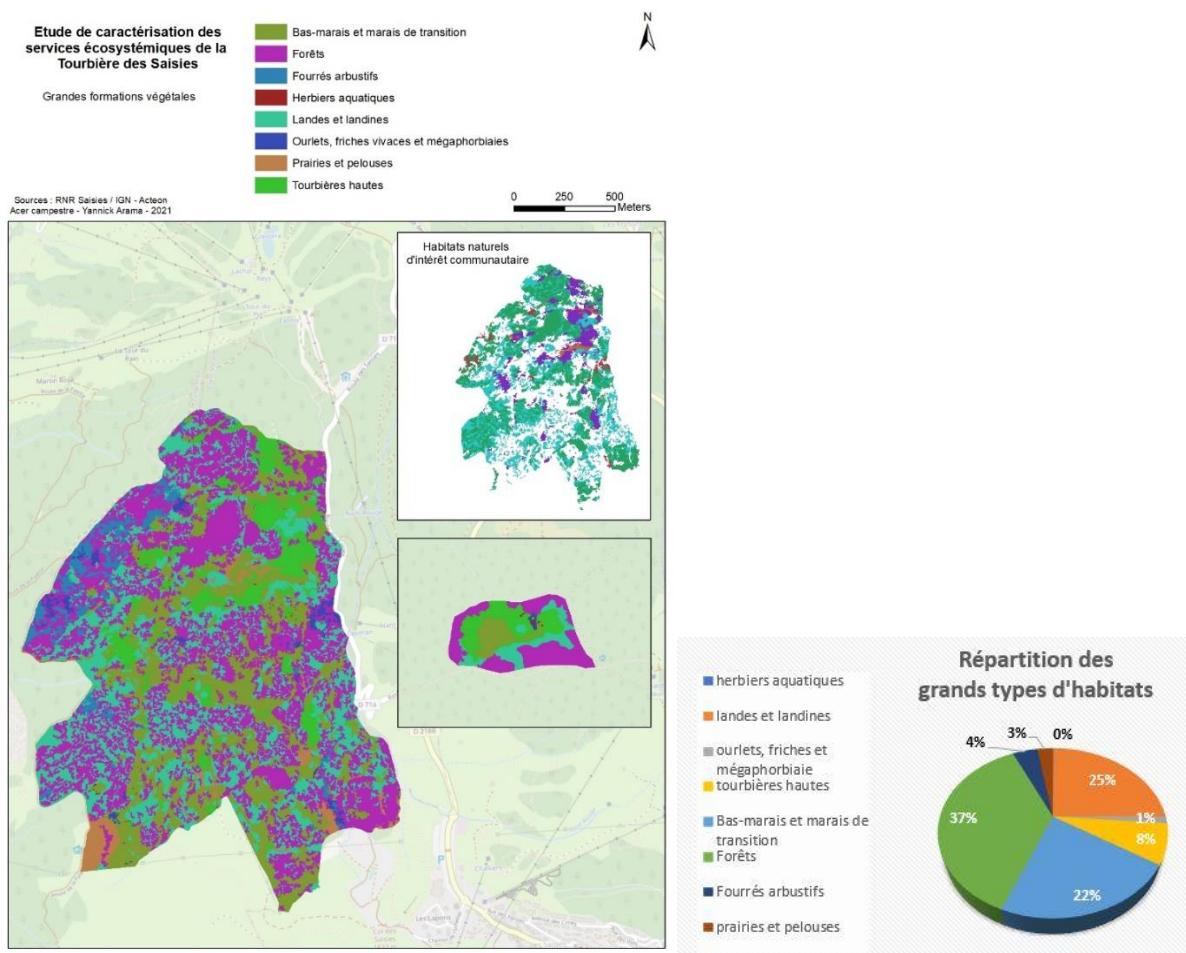 Etude de caractérisation des
services écosystémiques de la
Tourbière des Saisies
Grandes formations végétales
Bas-marais et marais de transition
Forêts
Fourrés arbustifs
Herbiers aquatiques
Landes et landines
Ourlets, friches vivaces et mégaphorbiaies
Prairies et pelouses
Tourbières hautes
N
Sources : RNR Saisies / IGN - Acteon
Acer campestre - Yannick Arama - 2021
0 250 500
Meters
Habitats naturels
d'intérêt communautaire
D 218B
P
Les Lapons
Répartition des
grands types d'habitats
herbiers aquatiques
landes et landines
ourlets, friches et
mégaphorbiaie
tourbières hautes
Bas-marais et marais de
transition
Forêts
Fourrés arbustifs
prairies et pelouses
4%
3%
0%
25%
1%
8%
22%
37%